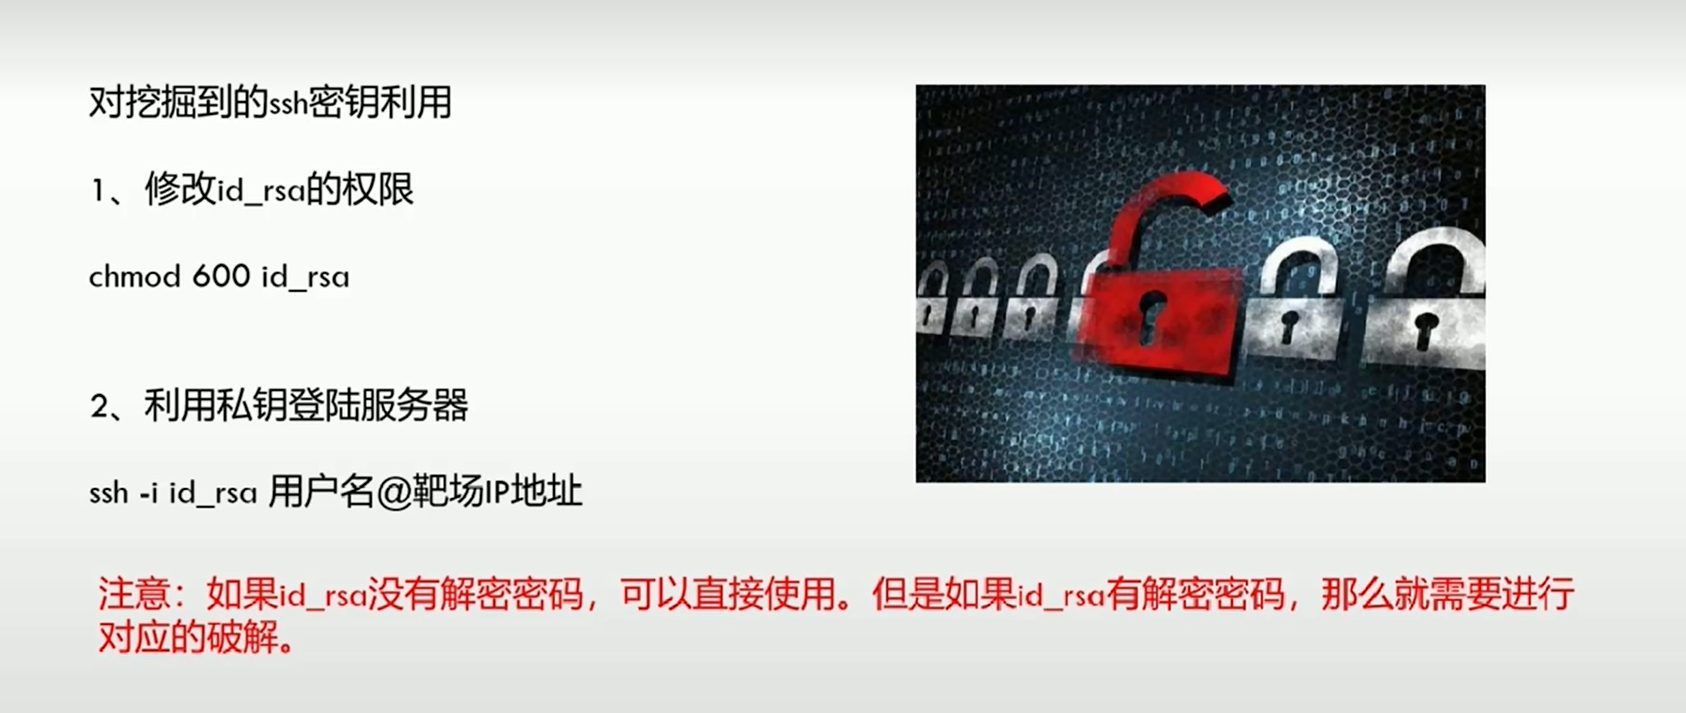 对挖掘到的ssh密钥利用
1、修改id_rsa的权限
chmod 600 id_rsa
2、利用私钥登陆服务器
ssh -i id_rsa 用户名@靶场IP地址
注意：如果id_rsa没有解密密码，可以直接使用。但是如果id_rsa有解密密码，那么就需要进行
对应的破解。